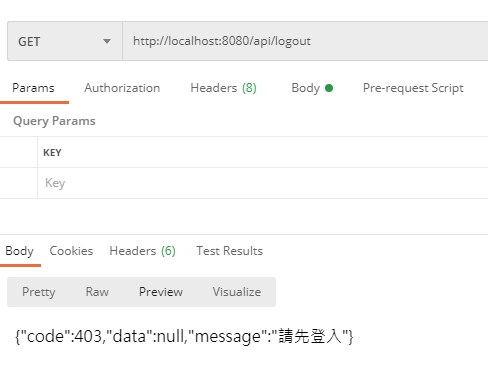 GET http://localhost:8080/api/logout
Params Authorization Headers (8) Body Pre-request Script
Query Params
KEY
Key
Body Cookies Headers (6) Test Results
Pretty Raw Preview Visualize
{"code":403,"data":null,"message":"請先登入"}